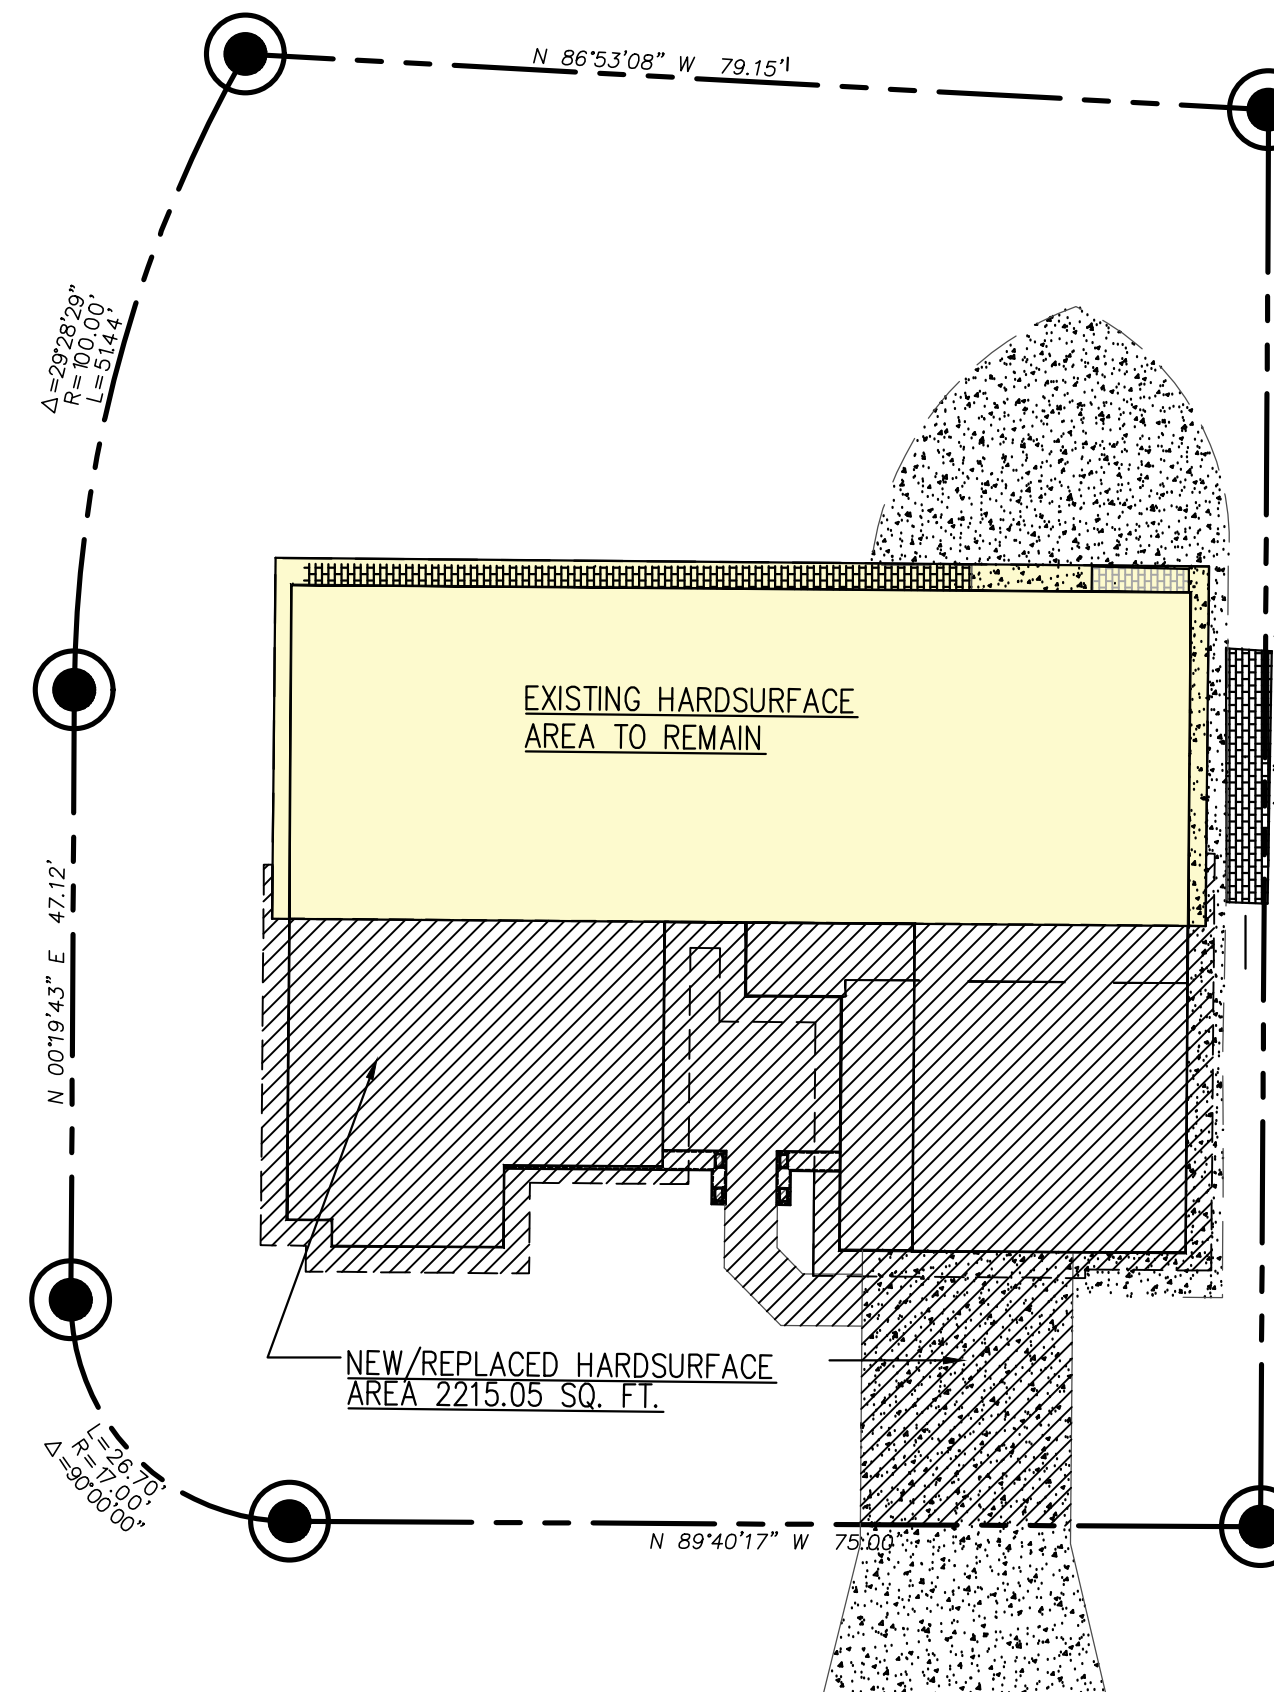 N 86°53'08" W 79.15'
Δ=29°28'29"
R=100.00'
L=51.44'
EXISTING HARDSURFACE
AREA TO REMAIN
N 00°19'43" E 47.12'
NEW/REPLACED HARDSURFACE
AREA 2215.05 SQ. FT.
L=26.70'
R=17.00'
Δ=90°00'00"
N 89°40'17" W 75.00'